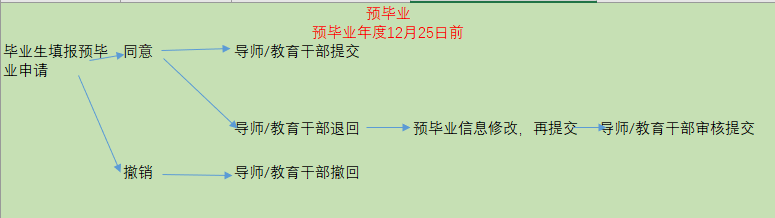 预毕业
预毕业年度12月25日前
毕业生填报预毕
业申请
同意
导师/教育干部提交
导师/教育干部退回
预毕业信息修改，再提交
导师/教育干部审核提交
撤销
导师/教育干部撤回